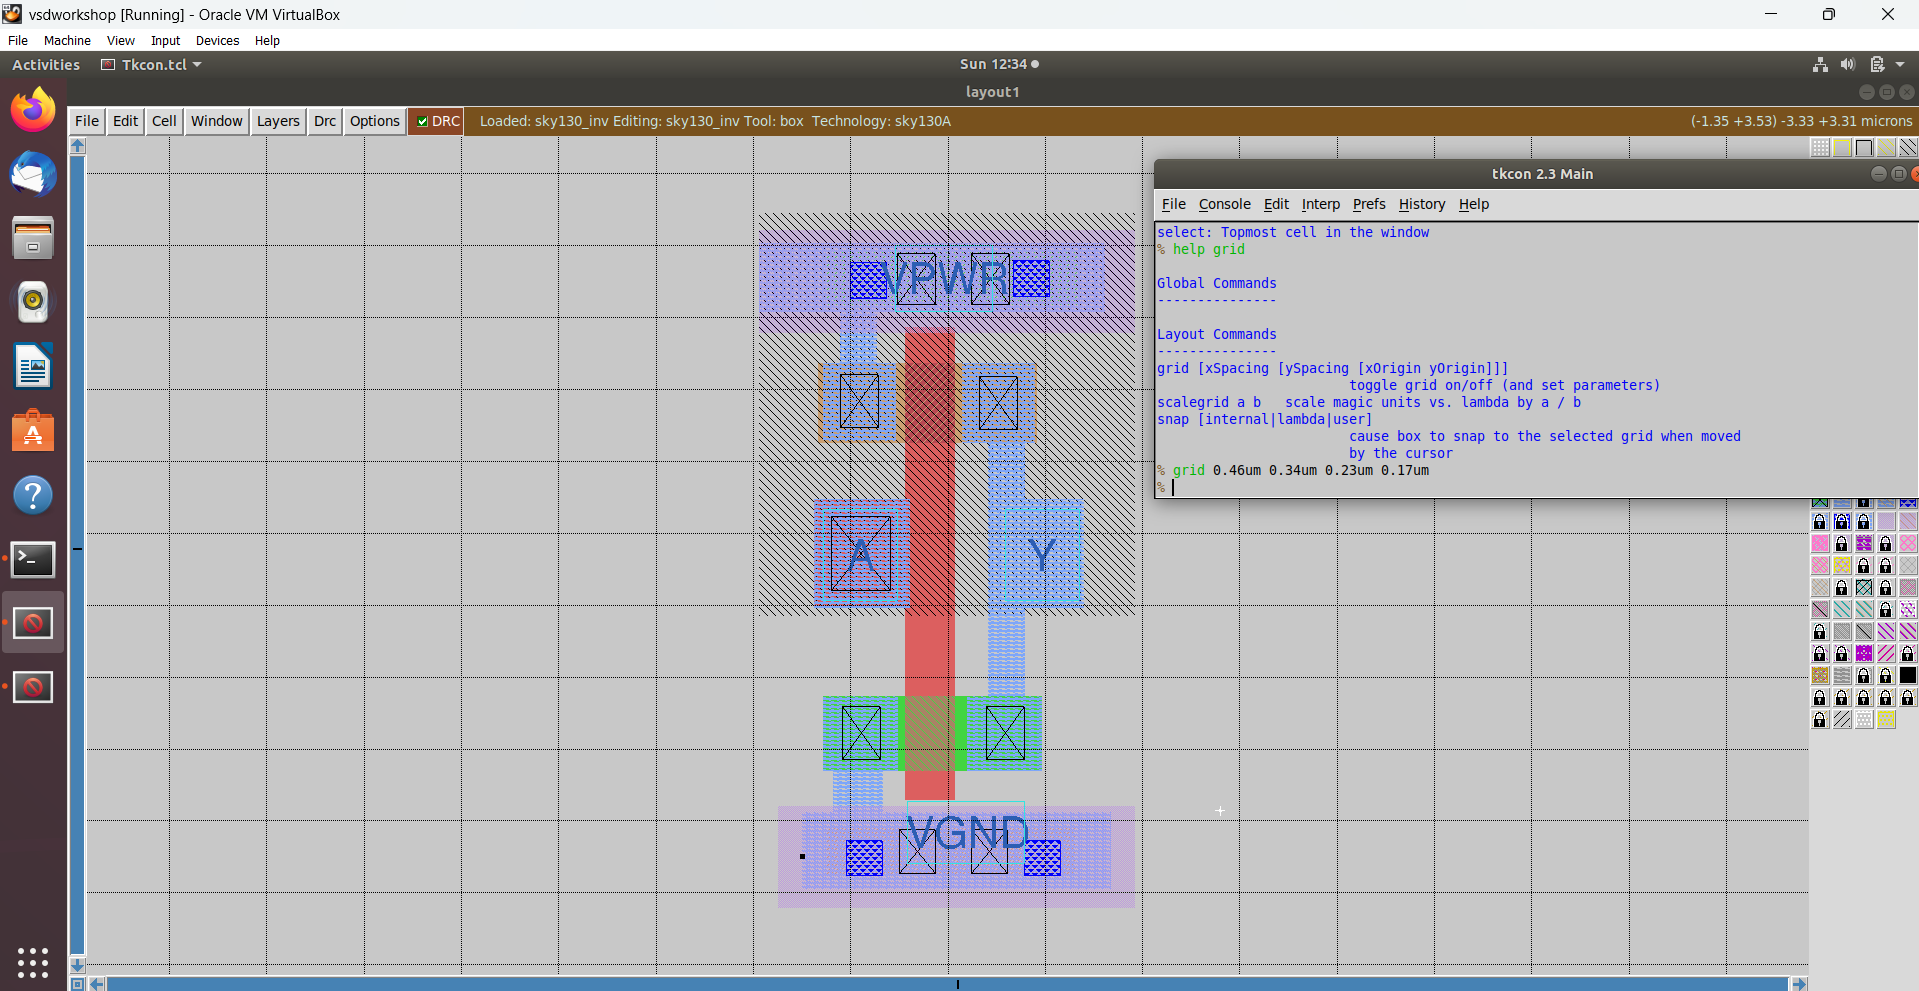 vsdworkshop [Running] - Oracle VM VirtualBox
File Machine View Input Devices Help
Activities Tkcon.tcl Sun 12:34
layout1
File Edit Cell Window Layers Drc Options DRC Loaded: sky130_inv Editing: sky130_inv Tool: box Technology: sky130A (-1.35 +3.53) -3.33 +3.31 microns
tkcon 2.3 Main
File Console Edit Interp Prefs History Help
select: Topmost cell in the window
% help grid
Global Commands
---------------
Layout Commands
---------------
grid [xSpacing [ySpacing [xOrigin yOrigin]]]
toggle grid on/off (and set parameters)
scalegrid a b scale magic units vs. lambda by a / b
snap [internal|lambda|user]
cause box to snap to the selected grid when moved
by the cursor
% grid 0.46um 0.34um 0.23um 0.17um
%
VPWR
A Y
VGND